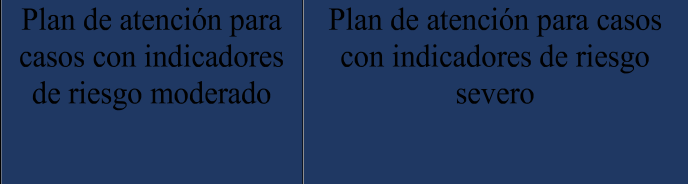 Plan de atención para
casos con indicadores
de riesgo moderado
Plan de atención para casos
con indicadores de riesgo
severo